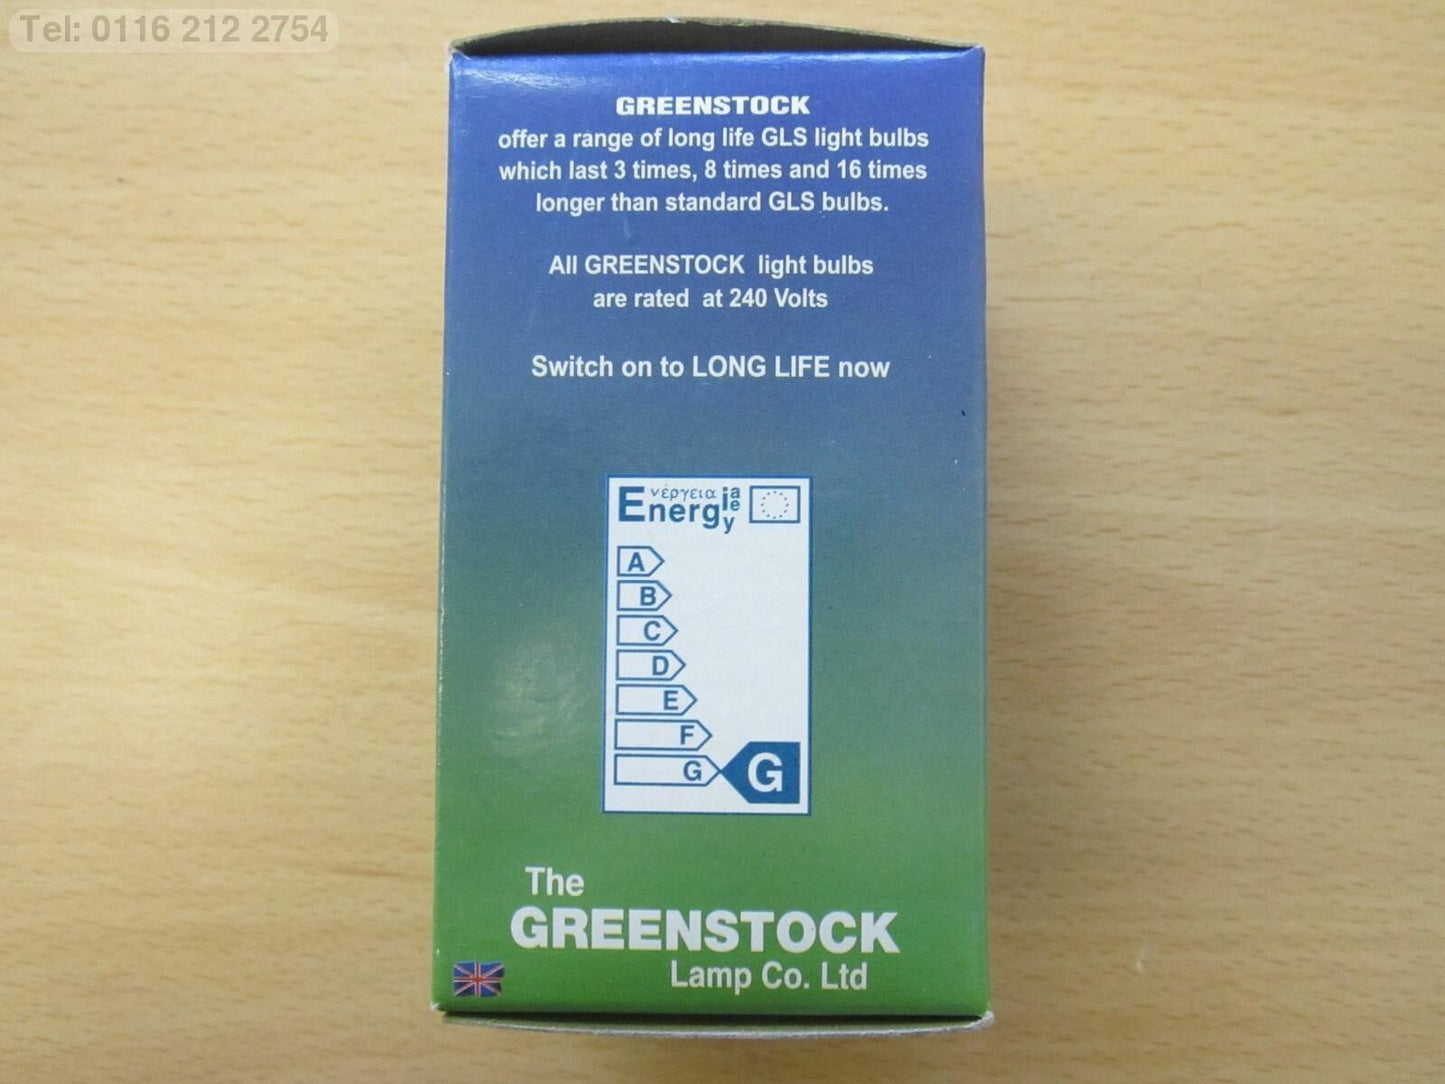 Tel: 0116 212 2754
GREENSTOCK
offer a range of long life GLS light bulbs
which last 3 times, 8 times and 16 times
longer than standard GLS bulbs.
All GREENSTOCK light bulbs
are rated at 240 Volts
Switch on to LONG LIFE now
Energ ενέργεια ia
ie
y
A
B
C
D
E
F
G G
The
GREENSTOCK
Lamp Co. Ltd